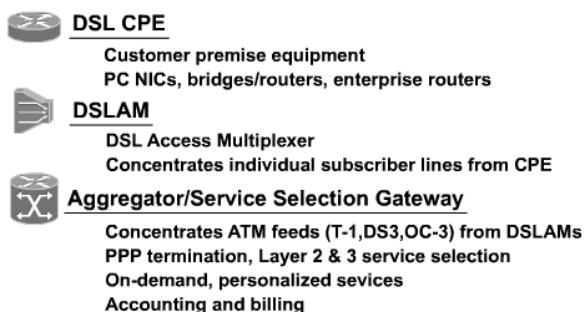 DSL CPE
Customer premise equipment
PC NICs, bridges/routers, enterprise routers
DSLAM
DSL Access Multiplexer
Concentrates individual subscriber lines from CPE
Aggregator/Service Selection Gateway
Concentrates ATM feeds (T-1,DS3,OC-3) from DSLAMs
PPP termination, Layer 2 & 3 service selection
On-demand, personalized sevices
Accounting and billing